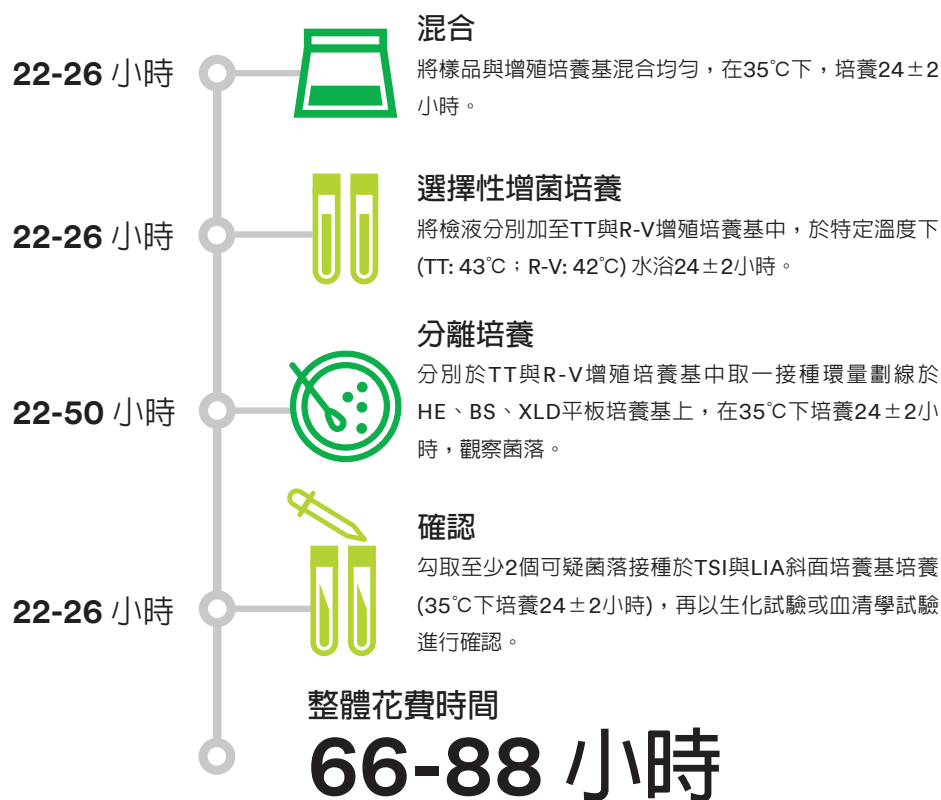 混合
22-26 小時
將樣品與增殖培養基混合均勻，在35℃下，培養24±2
小時。
選擇性增菌培養
22-26 小時
將檢液分別加至TT與R-V增殖培養基中，於特定溫度下
(TT: 43℃；R-V: 42℃) 水浴24±2小時。
分離培養
22-50 小時
分別於TT與R-V增殖培養基中取一接種環量劃線於
HE、BS、XLD平板培養基上，在35℃下培養24±2小
時，觀察菌落。
確認
22-26 小時
勾取至少2個可疑菌落接種於TSI與LIA斜面培養基培養
(35℃下培養24±2小時)，再以生化試驗或血清學試驗
進行確認。
整體花費時間
66-88 小時